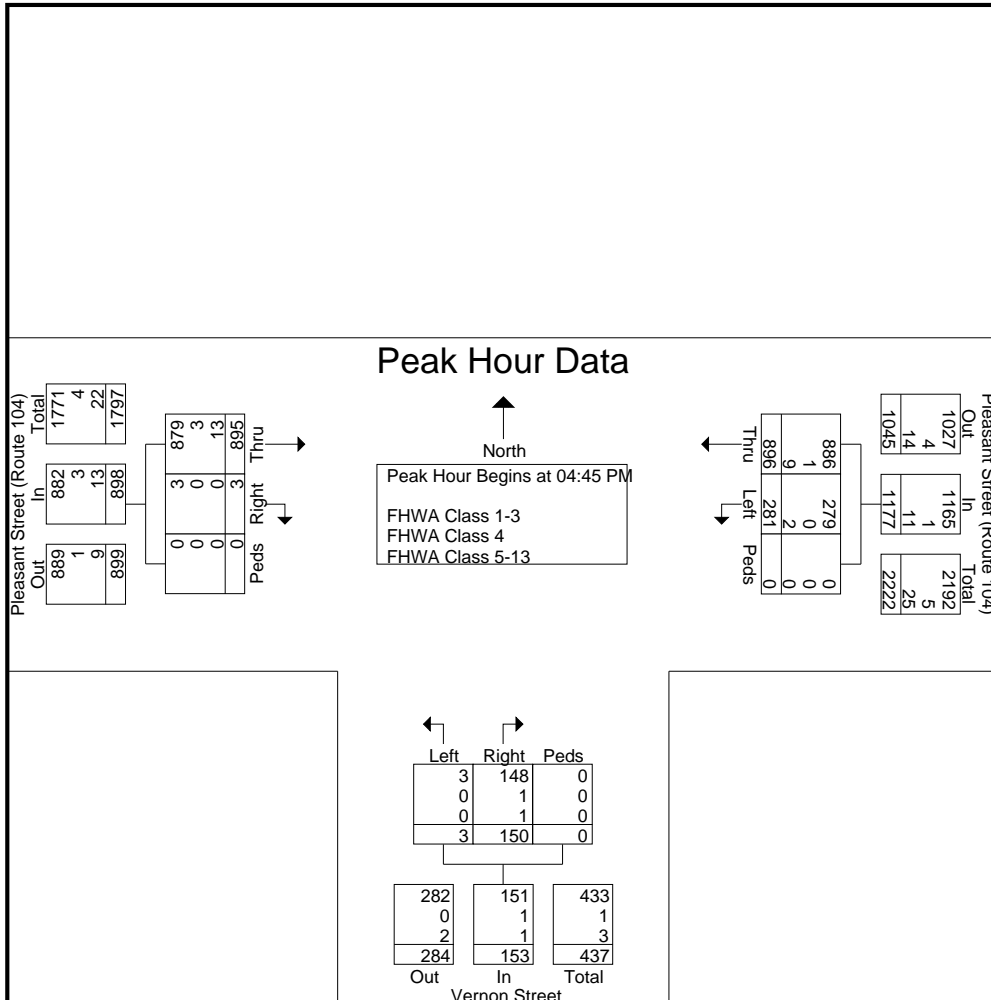 Peak Hour Data
North
Peak Hour Begins at 04:45 PM
FHWA Class 1-3
FHWA Class 4
FHWA Class 5-13
Pleasant Street (Route 104)
Total In Out
1771 882 889
4 3 1
22 13 9
1797 898 899
Thru Right Peds
879 3 0
3 0 0
13 0 0
895 3 0
Pleasant Street (Route 104)
Out In Total
1027 1165 2192
4 1 5
14 11 25
1045 1177 2222
Thru Left Peds
886 279 0
1 0 0
9 2 0
896 281 0
Left Right Peds
3 148 0
0 1 0
0 1 0
3 150 0
282 151 433
0 1 1
2 1 3
284 153 437
Out In Total
Vernon Street